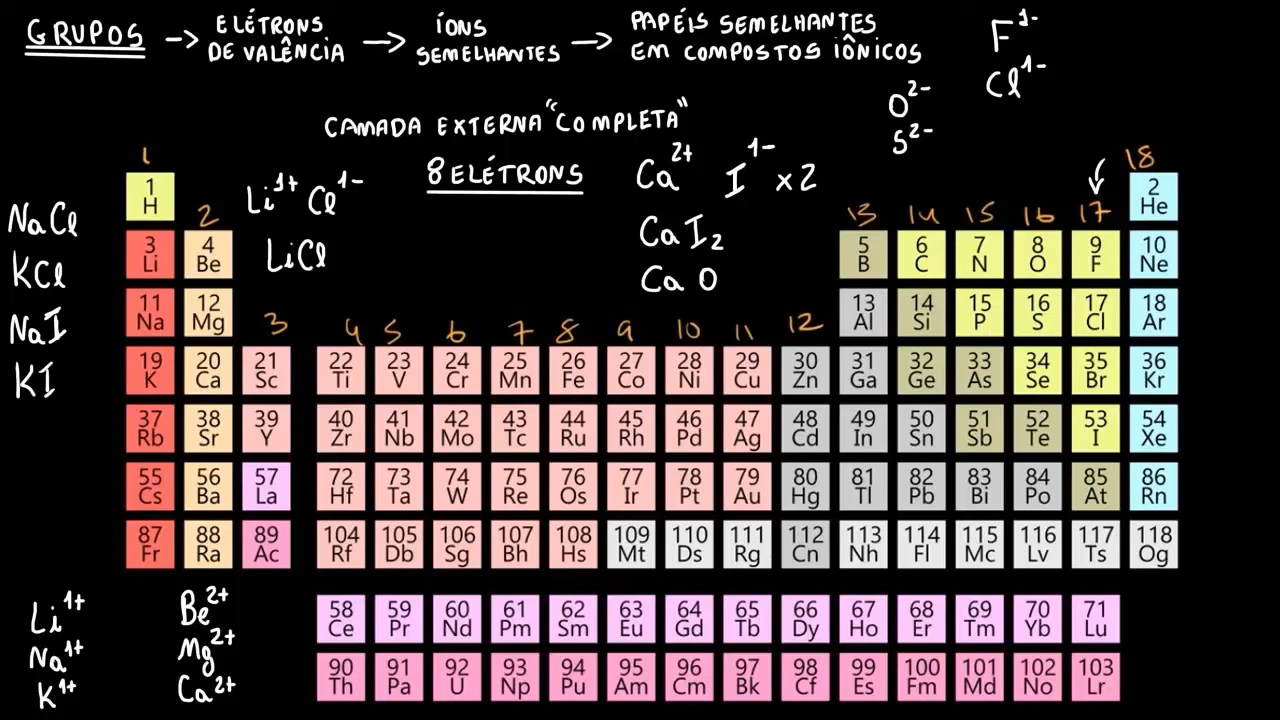 GRUPOS → ELÉTRONS DE VALÊNCIA → ÍONS SEMELHANTES → PAPÉIS SEMELHANTES EM COMPOSTOS IÔNICOS
F¹⁻
Cl¹⁻
O²⁻
S²⁻
CAMADA EXTERNA "COMPLETA"
8 ELÉTRONS
Ca²⁺ I¹⁻ x2
CaI₂
CaO
Li¹⁺ Cl¹⁻
LiCl
NaCl
KCl
NaI
KI
1 2 3 4 5 6 7 8 9 10 11 12 13 14 15 16 17 18
1 H 2 He
3 Li 4 Be 5 B 6 C 7 N 8 O 9 F 10 Ne
11 Na 12 Mg 13 Al 14 Si 15 P 16 S 17 Cl 18 Ar
19 K 20 Ca 21 Sc 22 Ti 23 V 24 Cr 25 Mn 26 Fe 27 Co 28 Ni 29 Cu 30 Zn 31 Ga 32 Ge 33 As 34 Se 35 Br 36 Kr
37 Rb 38 Sr 39 Y 40 Zr 41 Nb 42 Mo 43 Tc 44 Ru 45 Rh 46 Pd 47 Ag 48 Cd 49 In 50 Sn 51 Sb 52 Te 53 I 54 Xe
55 Cs 56 Ba 57 La 72 Hf 73 Ta 74 W 75 Re 76 Os 77 Ir 78 Pt 79 Au 80 Hg 81 Tl 82 Pb 83 Bi 84 Po 85 At 86 Rn
87 Fr 88 Ra 89 Ac 104 Rf 105 Db 106 Sg 107 Bh 108 Hs 109 Mt 110 Ds 111 Rg 112 Cn 113 Nh 114 Fl 115 Mc 116 Lv 117 Ts 118 Og
58 Ce 59 Pr 60 Nd 61 Pm 62 Sm 63 Eu 64 Gd 65 Tb 66 Dy 67 Ho 68 Er 69 Tm 70 Yb 71 Lu
90 Th 91 Pa 92 U 93 Np 94 Pu 95 Am 96 Cm 97 Bk 98 Cf 99 Es 100 Fm 101 Md 102 No 103 Lr
Li¹⁺ Be²⁺
Na¹⁺ Mg²⁺
K¹⁺ Ca²⁺